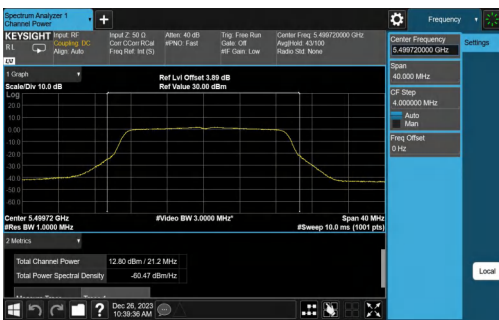 Spectrum Analyzer 1
Channel Power
Frequency
KEYSIGHT
Input: RF
Input Z: 50 Ω
Atten: 40 dB
Trig: Free Run
Center Freq: 5.499720000 GHz
RL
Coupling: DC
Corr CCorr RCal
#PNO: Fast
Gate: Off
Avg|Hold: 43/100
Align: Auto
Freq Ref: Int (S)
#IF Gain: Low
Radio Std: None
Center Frequency
5.499720000 GHz
Settings
Span
40.000 MHz
CF Step
4.000000 MHz
Auto
Man
Freq Offset
0 Hz
1 Graph
Ref Lvl Offset 3.89 dB
Scale/Div 10.0 dB
Ref Value 30.00 dBm
Log
20.0
10.0
0.00
-10.0
-20.0
-30.0
-40.0
-50.0
-60.0
Center 5.49972 GHz
#Video BW 3.0000 MHz*
Span 40 MHz
#Res BW 1.0000 MHz
#Sweep 10.0 ms (1001 pts)
2 Metrics
Total Channel Power
12.80 dBm / 21.2 MHz
Total Power Spectral Density
-60.47 dBm/Hz
Local
Dec 26, 2023
10:39:36 AM